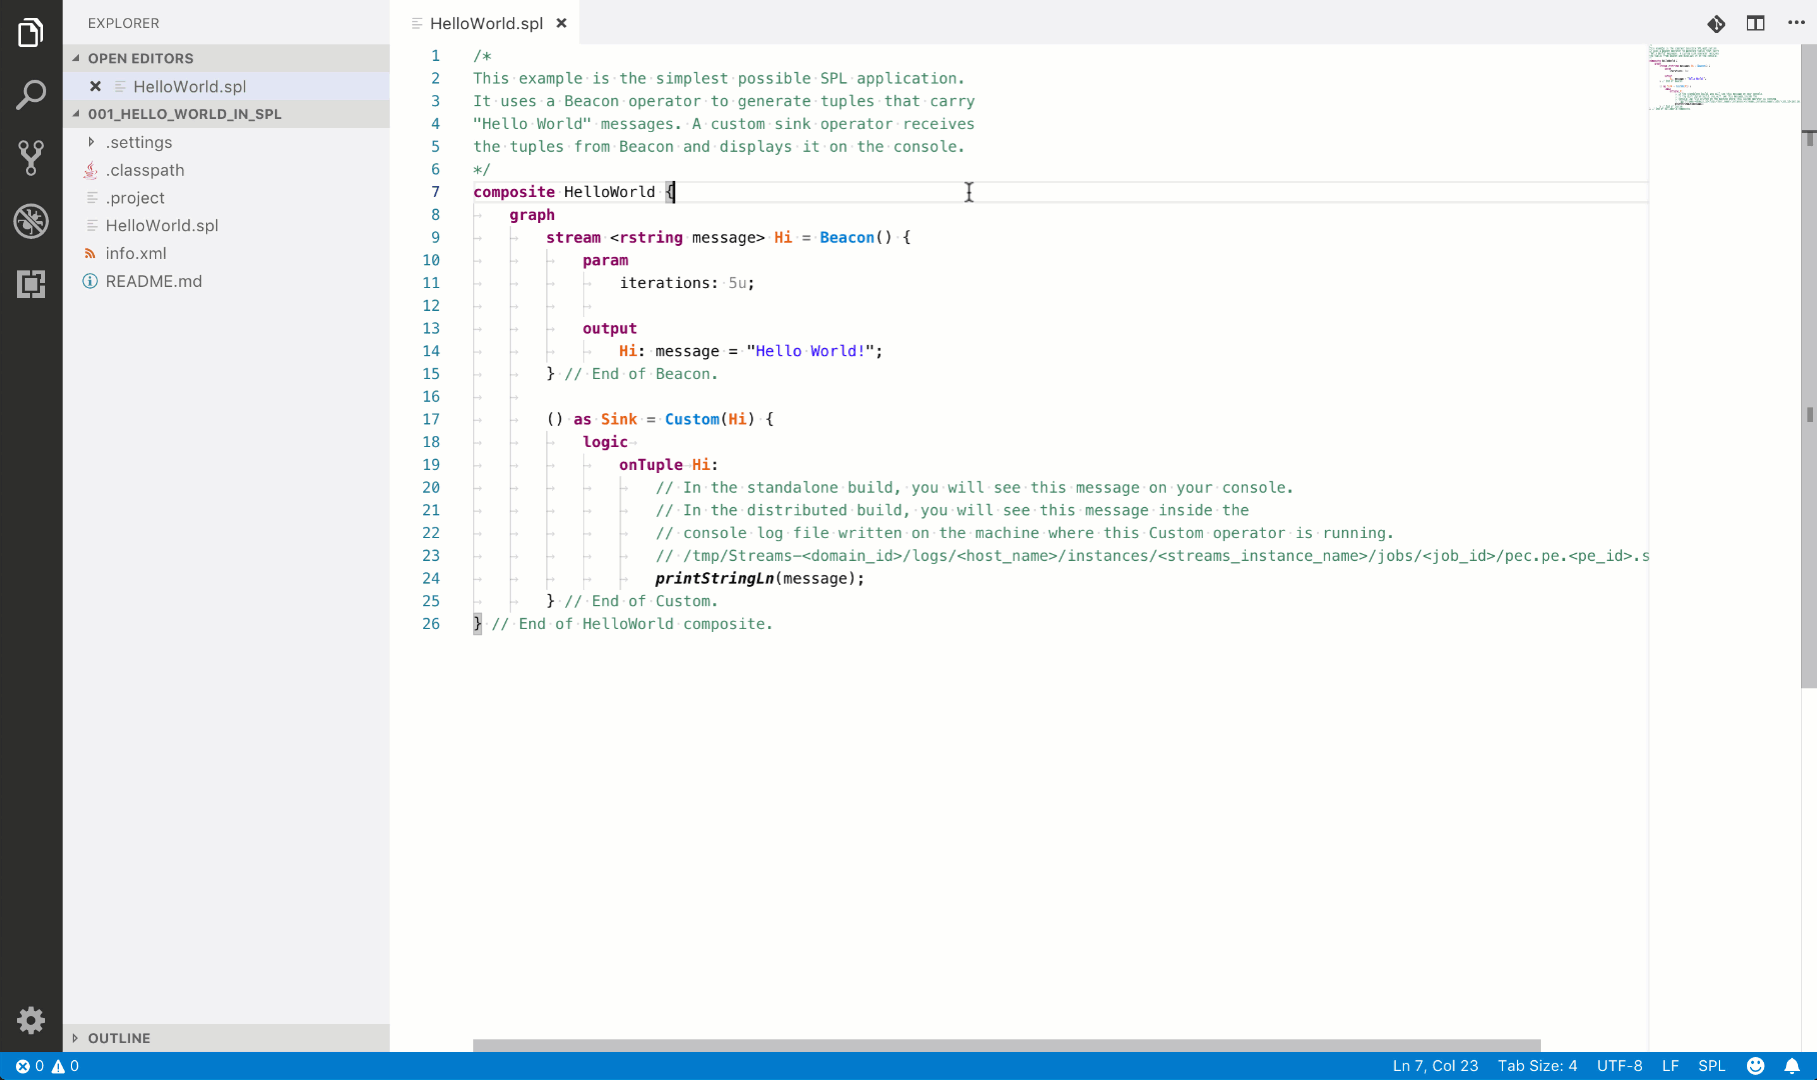 EXPLORER
OPEN EDITORS
HelloWorld.spl
001_HELLO_WORLD_IN_SPL
.settings
.classpath
.project
HelloWorld.spl
info.xml
README.md
OUTLINE
HelloWorld.spl
1 /*
2 This example is the simplest possible SPL application.
3 It uses a Beacon operator to generate tuples that carry
4 "Hello World" messages. A custom sink operator receives
5 the tuples from Beacon and displays it on the console.
6 */
7 composite HelloWorld {
8 graph
9 stream <rstring message> Hi = Beacon() {
10 param
11 iterations: 5u;
12
13 output
14 Hi: message = "Hello World!";
15 } // End of Beacon.
16
17 () as Sink = Custom(Hi) {
18 logic
19 onTuple Hi:
20 // In the standalone build, you will see this message on your console.
21 // In the distributed build, you will see this message inside the
22 // console log file written on the machine where this Custom operator is running.
23 // /tmp/Streams-<domain_id>/logs/<host_name>/instances/<streams_instance_name>/jobs/<job_id>/pec.pe.<pe_id>.s
24 printStringLn(message);
25 } // End of Custom.
26 } // End of HelloWorld composite.
0 0 Ln 7, Col 23 Tab Size: 4 UTF-8 LF SPL